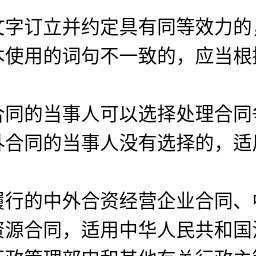 文字订立并约定具有同等效力的，
本使用的词句不一致的，应当根据
合同的当事人可以选择处理合同争
外合同的当事人没有选择的，适用
履行的中外合资经营企业合同、中
资源合同，适用中华人民共和国法